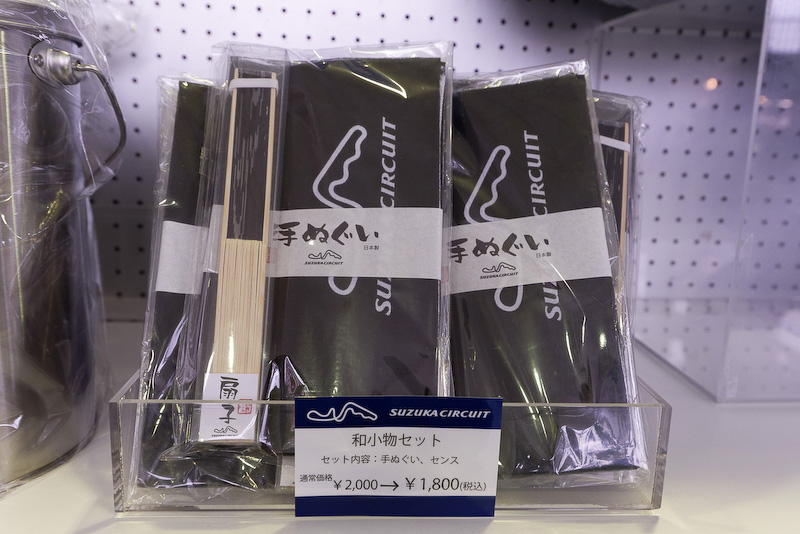 SUZUKA CIRCUIT
手ぬぐい
日本製
SUZUKA CIRCUIT
CIRCUIT
手ぬぐい
日本製
SUZUKA CIRCUIT
扇子
SUZUKA CIRCUIT
和小物セット
セット内容：手ぬぐい、センス
通常価格 ¥2,000→¥1,800(税込)